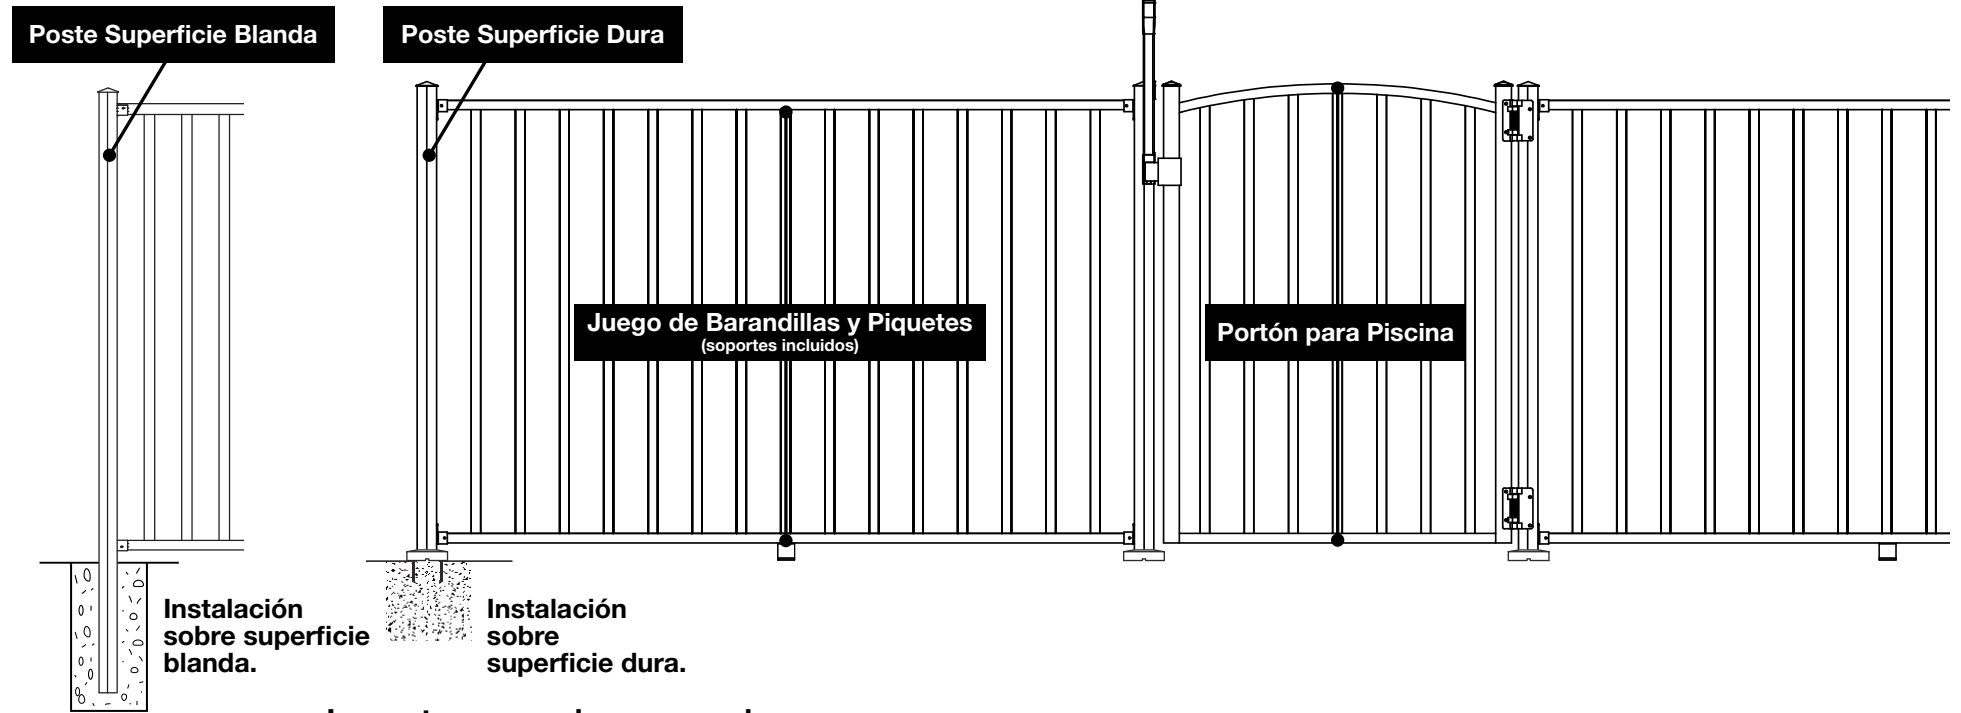 Poste Superficie Blanda
Poste Superficie Dura
Juego de Barandillas y Piquetes
(soportes incluidos)
Portón para Piscina
Instalación
sobre superficie
blanda.
Instalación
sobre
superficie dura.